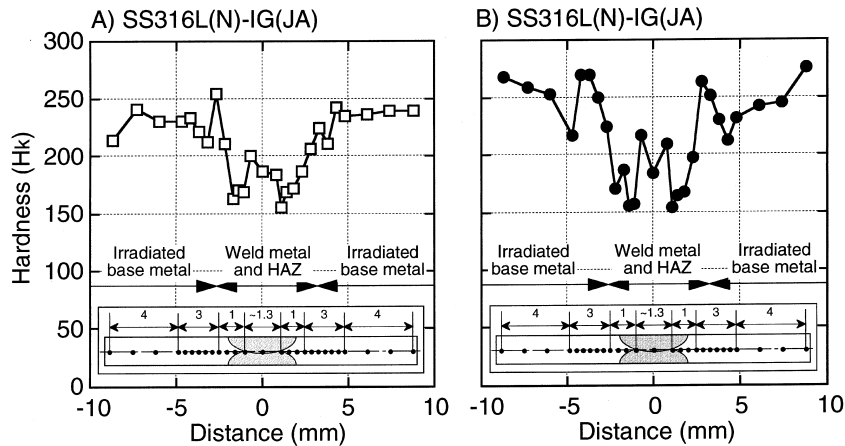 A) SS316L(N)-IG(JA)
300
250
200
150
100
50
0
Hardness (Hk)
Irradiated
base metal
Weld metal
and HAZ
Irradiated
base metal
4
3
1
~1.3
1
3
4
-10
-5
0
5
10
Distance (mm)
B) SS316L(N)-IG(JA)
Irradiated
base metal
Weld metal
and HAZ
Irradiated
base metal
4
3
1
~1.3
1
3
4
-10
-5
0
5
10
Distance (mm)